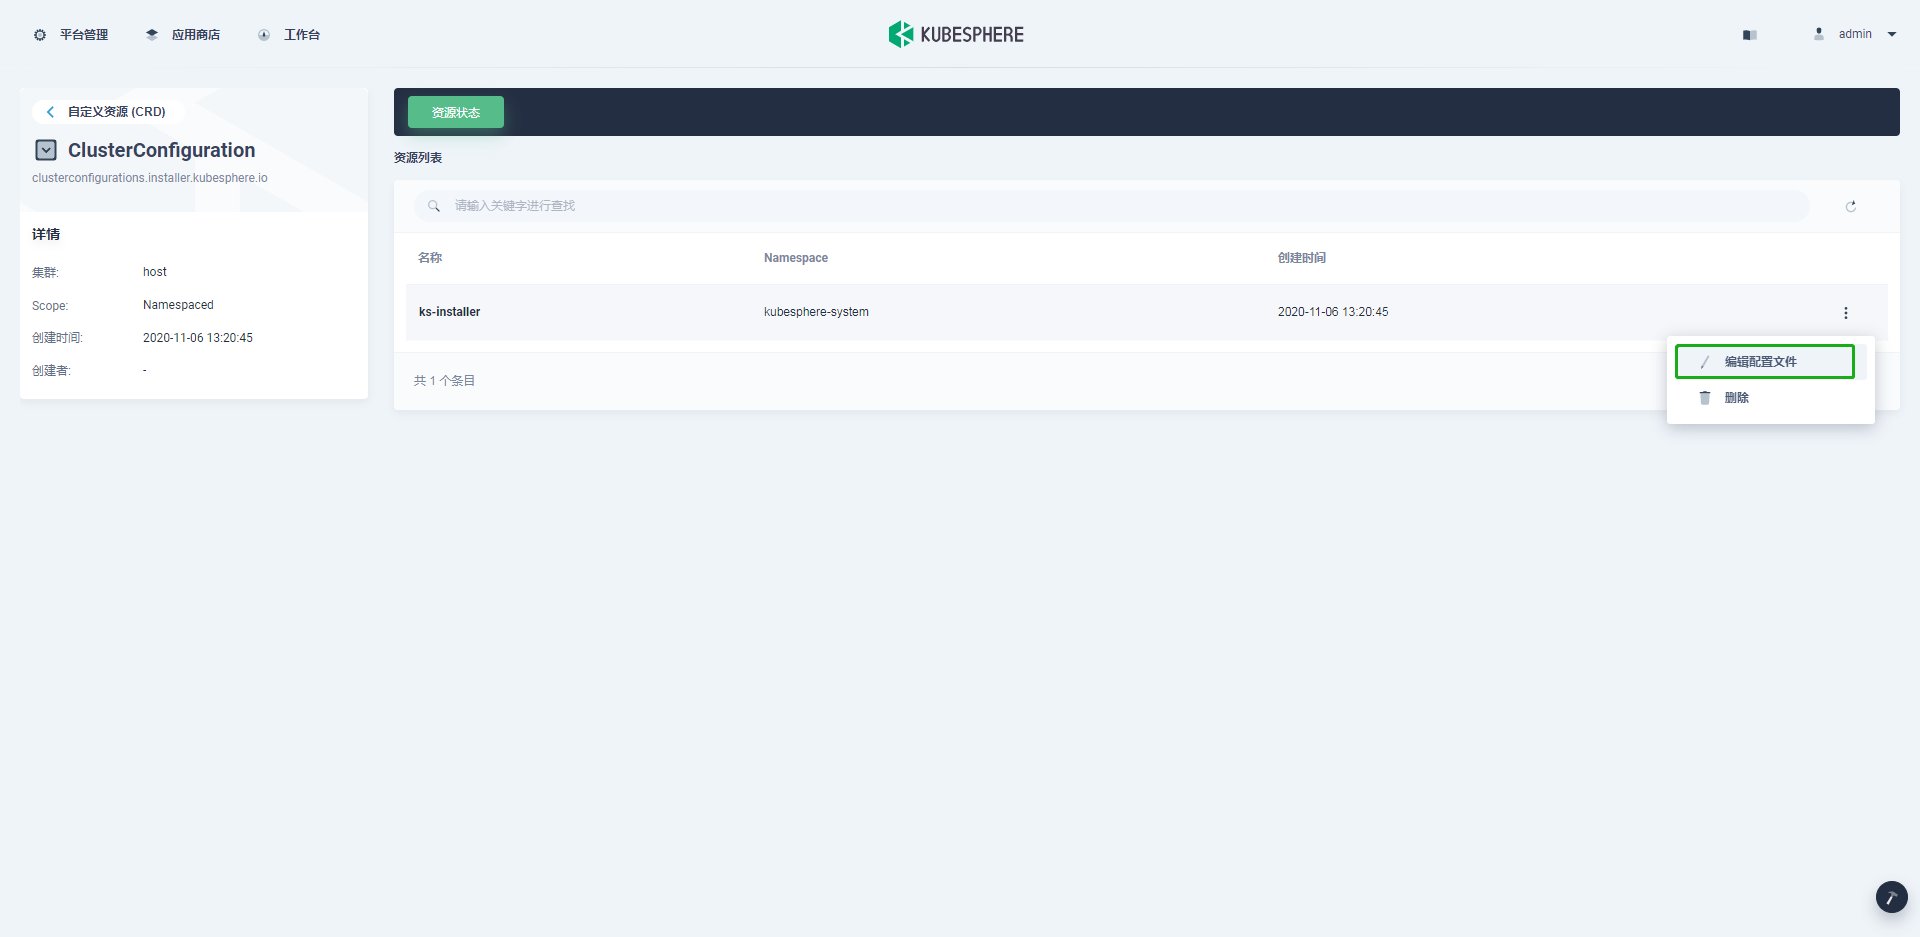 平台管理
应用商店
工作台
KUBESPHERE
admin
自定义资源 (CRD)
ClusterConfiguration
clusterconfigurations.installer.kubesphere.io
详情
集群: host
Scope: Namespaced
创建时间: 2020-11-06 13:20:45
创建者: -
资源状态
资源列表
请输入关键字进行查找
名称 Namespace 创建时间
ks-installer kubesphere-system 2020-11-06 13:20:45
编辑配置文件
删除
共 1 个条目